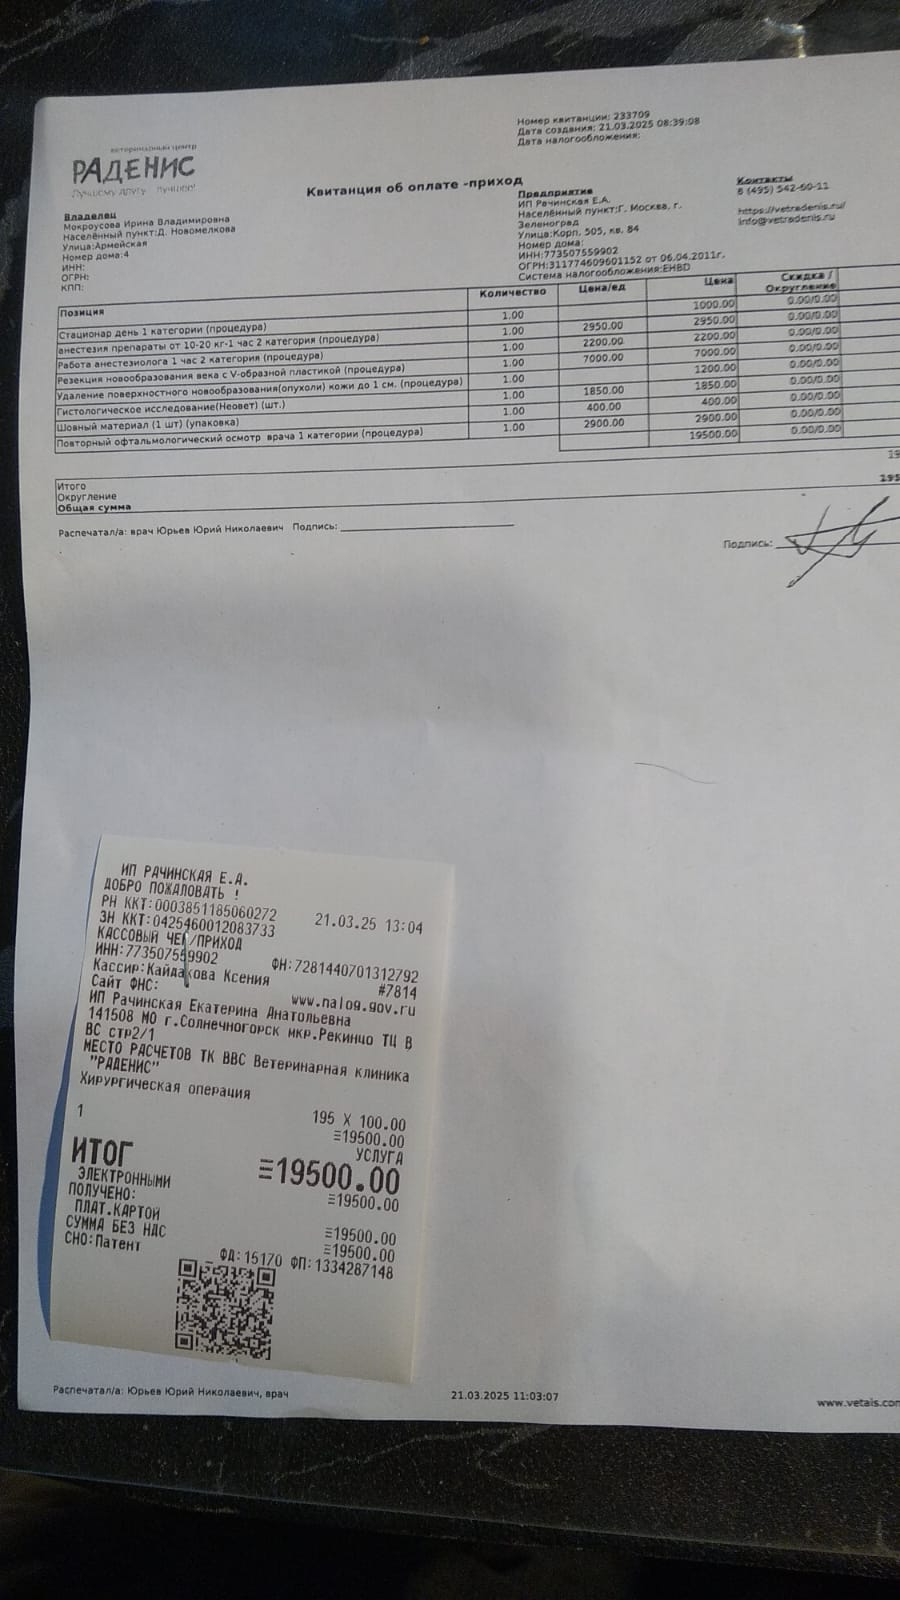 Номер квитанции: 233709
Дата создания: 21.03.2025 08:39:08
Дата налогообложения:
ветеринарный центр
РАДЕНИС
Лучшему другу - лучшее!
Квитанция об оплате -приход
Владелец
Мокроусова Ирина Владимировна
Населённый пункт:Д. Новомелкова
Улица:Армейская
Номер дома:4
ИНН:
ОГРН:
КПП:
Предприятие
ИП Рачинская Е.А.
Населённый пункт:Г. Москва, г.
Зеленоград
Улица:Корп. 505, кв. 84
Номер дома:
ИНН:773507559902
ОГРН:311774609601152 от 06.04.2011г.
Система налогообложения:ЕНВD
Контакты
8 (495) 542-60-11
https://vetradenis.ru/
info@vetradenis.ru
Позиция Количество Цена/ед Цена Скидка / Округление
Стационар день 1 категории (процедура) 1.00 1000.00 0.00/0.00
анестезия препараты от 10-20 кг-1 час 2 категория (процедура) 1.00 2950.00 2950.00 0.00/0.00
Работа анестезиолога 1 час 2 категория (процедура) 1.00 2200.00 2200.00 0.00/0.00
Резекция новообразования века с V-образной пластикой (процедура) 1.00 7000.00 7000.00 0.00/0.00
Удаление поверхностного новообразования(опухоли) кожи до 1 см. (процедура) 1.00 1200.00 0.00/0.00
Гистологическое исследование(Неовет) (шт.) 1.00 1850.00 1850.00 0.00/0.00
Шовный материал (1 шт) (упаковка) 1.00 400.00 400.00 0.00/0.00
Повторный офтальмологический осмотр врача 1 категории (процедура) 1.00 2900.00 2900.00 0.00/0.00
19500.00 0.00/0.00
Итого 19
Округление
Общая сумма 195
Распечатал/а: врач Юрьев Юрий Николаевич Подпись:
Подпись:
ИП РАЧИНСКАЯ Е.А.
ДОБРО ПОЖАЛОВАТЬ !
РН ККТ:0003851185060272 21.03.25 13:04
ЗН ККТ:0425460012083733
КАССОВЫЙ ЧЕК/ПРИХОД
ИНН:773507559902 ФН:7281440701312792
Кассир:Кайдакова Ксения #7814
Сайт ФНС: www.nalog.gov.ru
ИП Рачинская Екатерина Анатольевна
141508 МО г.Солнечногорск мкр.Рекинцо ТЦ В
ВС стр2/1
МЕСТО РАСЧЕТОВ ТК ВВС Ветеринарная клиника
"РАДЕНИС"
Хирургическая операция
195 X 100.00
1 ≡19500.00
УСЛУГА
ИТОГ ≡19500.00
ЭЛЕКТРОННЫМИ ≡19500.00
ПОЛУЧЕНО:
ПЛАТ.КАРТОЙ ≡19500.00
СУММА БЕЗ НДС ≡19500.00
СНО:Патент ФД:15170 ФП:1334287148
Распечатал/а: Юрьев Юрий Николаевич, врач 21.03.2025 11:03:07 www.vetais.com